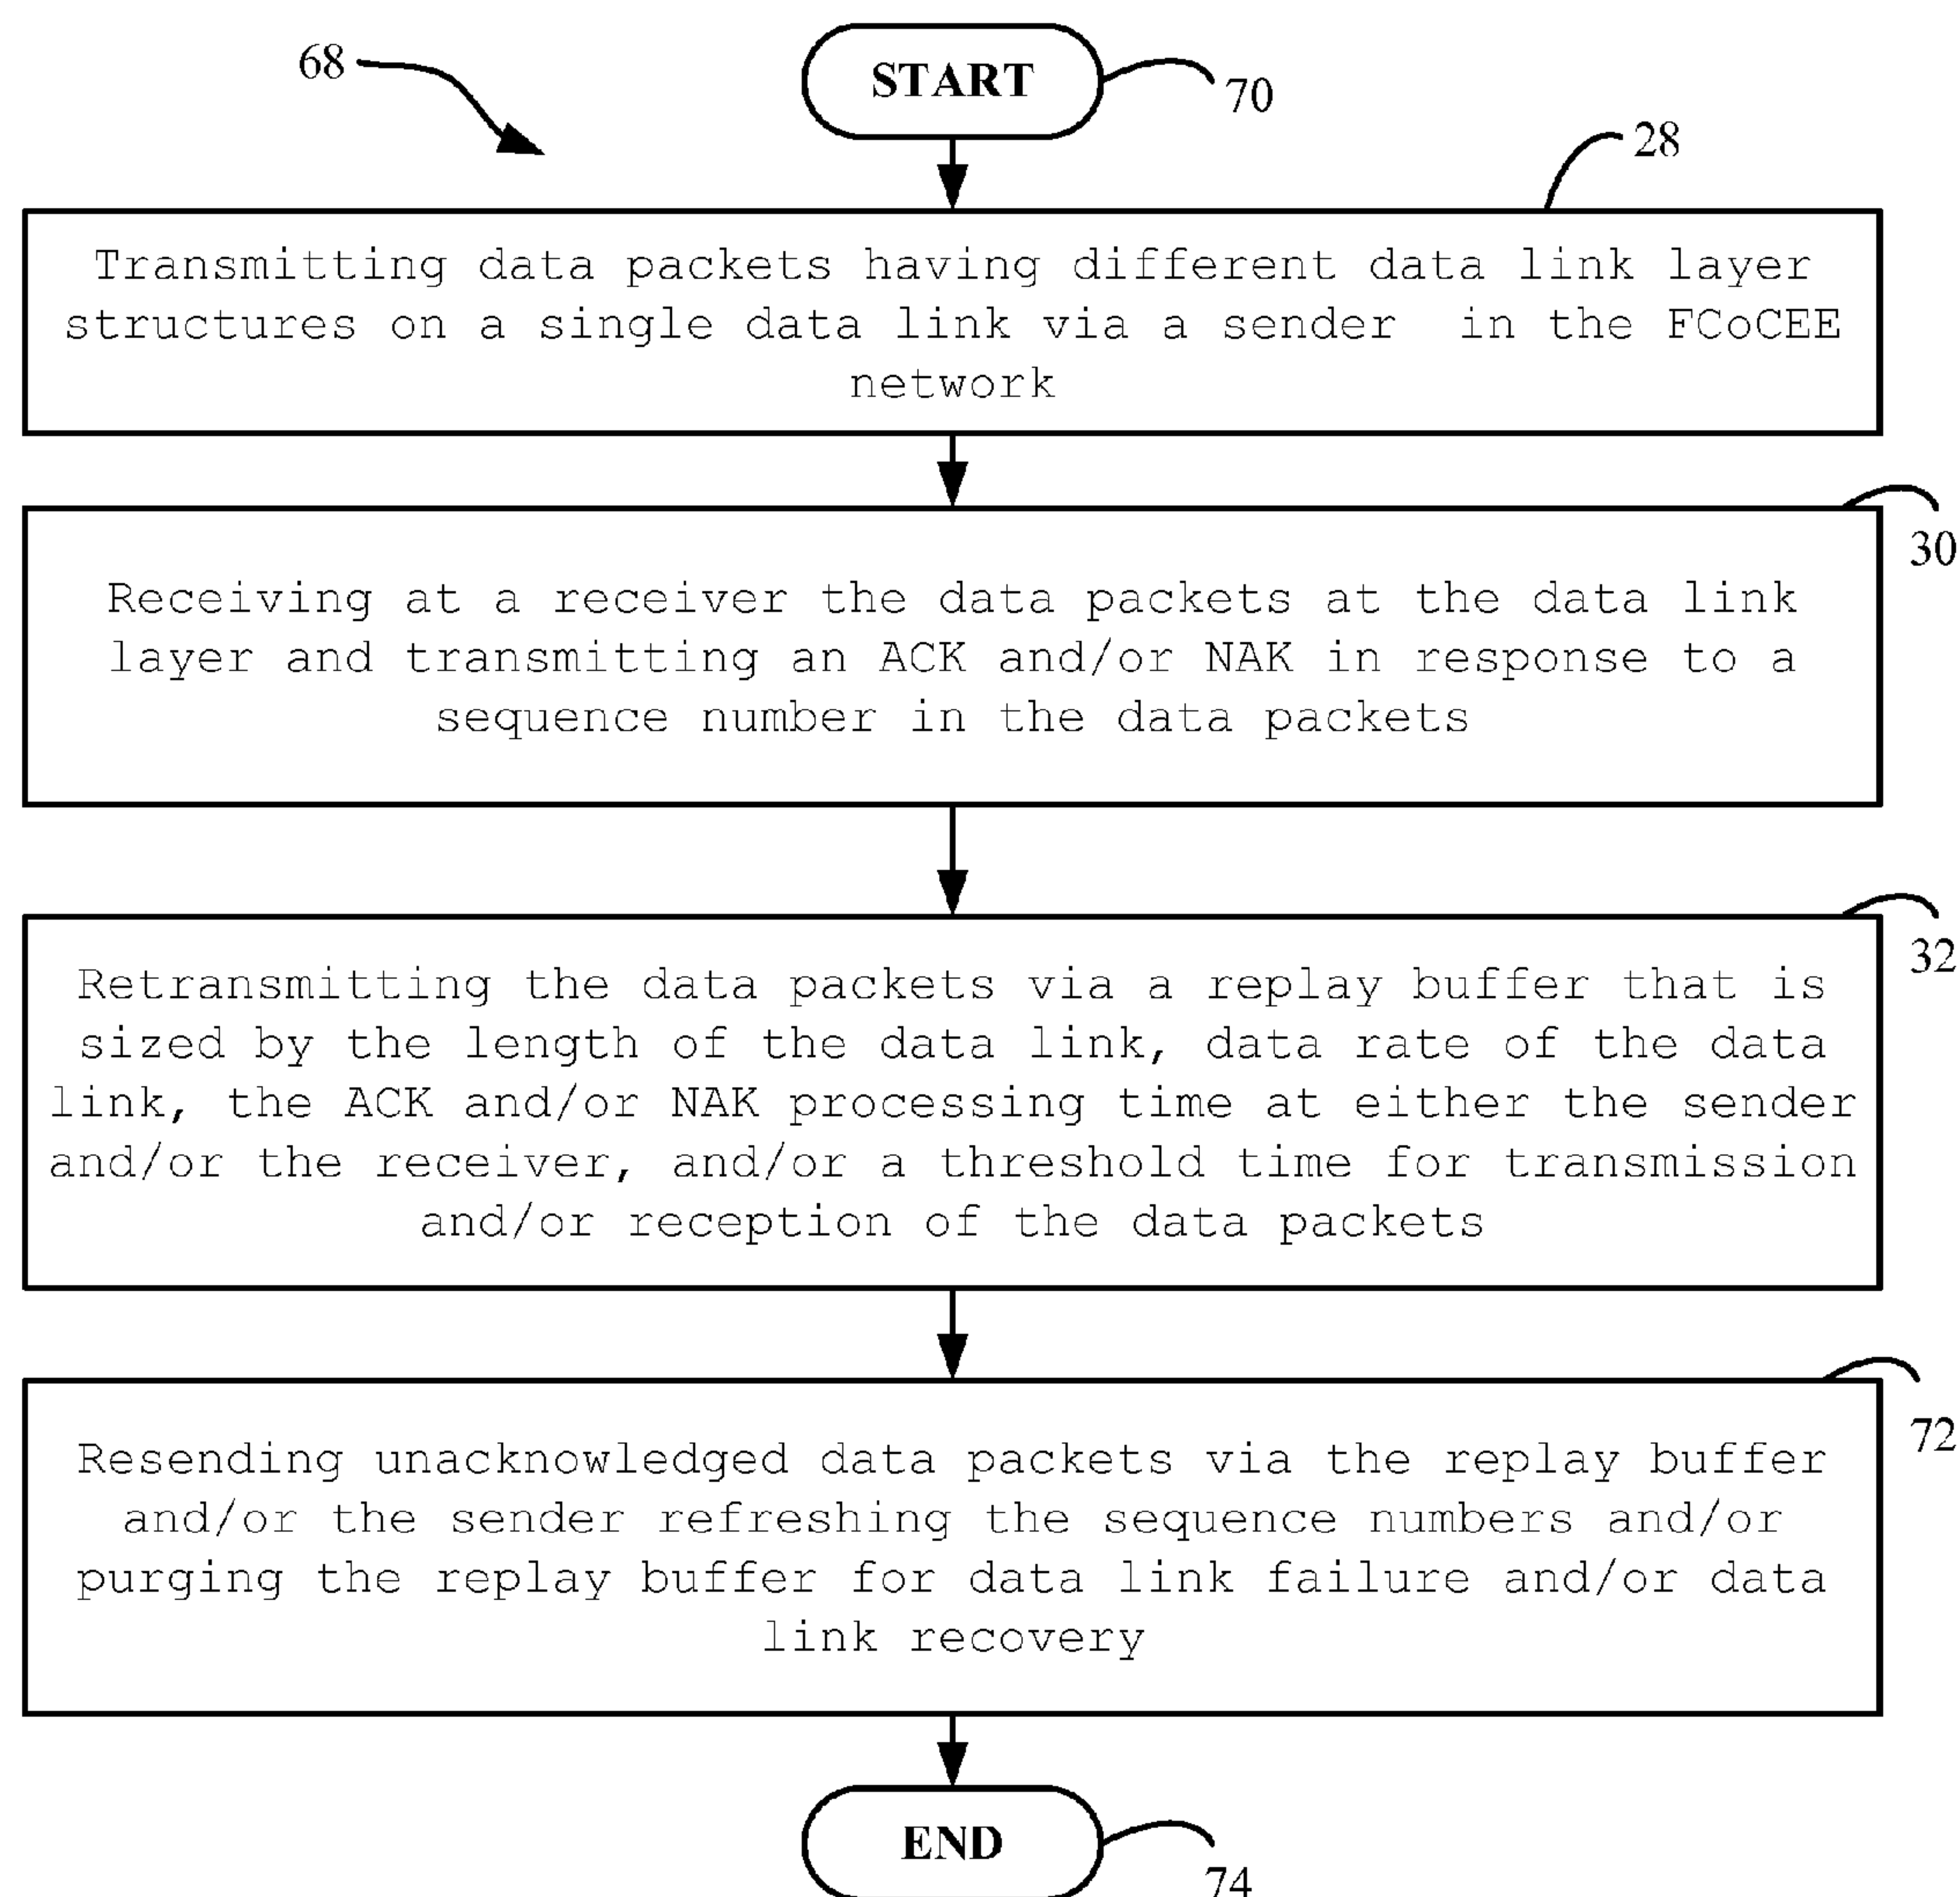 68
START
70
28
Transmitting data packets having different data link layer
structures on a single data link via a sender in the FCoCEE
network
30
Receiving at a receiver the data packets at the data link
layer and transmitting an ACK and/or NAK in response to a
sequence number in the data packets
32
Retransmitting the data packets via a replay buffer that is
sized by the length of the data link, data rate of the data
link, the ACK and/or NAK processing time at either the sender
and/or the receiver, and/or a threshold time for transmission
and/or reception of the data packets
72
Resending unacknowledged data packets via the replay buffer
and/or the sender refreshing the sequence numbers and/or
purging the replay buffer for data link failure and/or data
link recovery
END
74